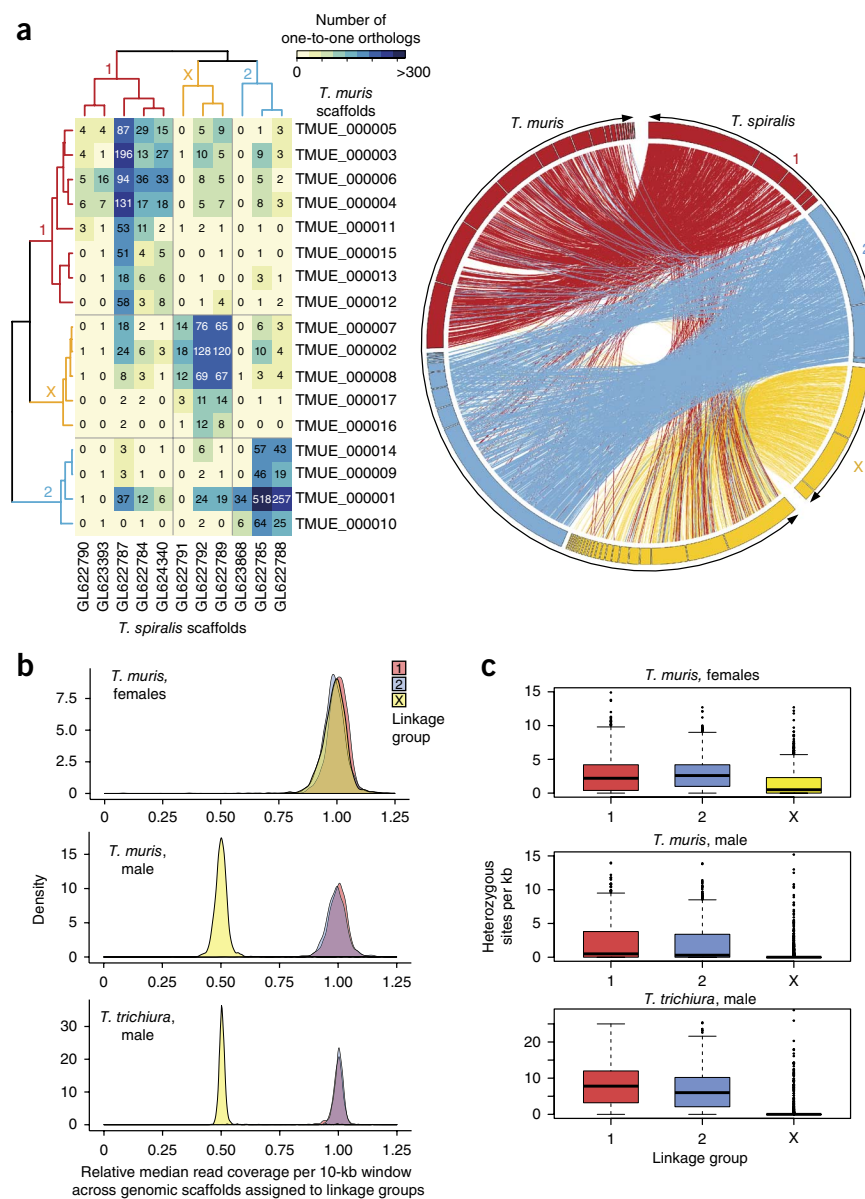 a
Number of
one-to-one orthologs
0 >300
1 X 2
T. muris
scaffolds
4 4 87 29 15 0 5 9 0 1 3 TMUE_000005
4 1 196 13 27 1 10 5 0 9 0 TMUE_000003
5 16 94 36 33 0 8 5 0 5 2 TMUE_000006
6 7 131 17 18 0 5 7 0 8 3 TMUE_000004
3 1 53 11 2 1 2 1 0 0 0 TMUE_000011
0 1 51 4 5 0 1 0 0 0 0 TMUE_000015
0 1 18 6 6 0 0 1 0 3 1 TMUE_000013
0 0 58 3 8 0 1 4 0 1 2 TMUE_000012
0 1 18 2 1 14 76 65 0 6 3 TMUE_000007
1 1 24 6 3 18 128 120 0 10 4 TMUE_000002
0 1 8 3 1 12 69 67 1 3 4 TMUE_000008
0 0 2 2 0 3 11 14 0 0 0 TMUE_000017
0 0 2 0 0 0 12 8 0 0 0 TMUE_000016
0 0 3 0 1 0 6 1 0 57 43 TMUE_000014
0 0 3 1 0 0 2 1 0 46 19 TMUE_000009
1 0 37 12 6 0 24 19 34 518 257 TMUE_000001
0 1 0 1 0 0 2 0 6 64 25 TMUE_000010
1
X
2
GL622790
GL623393
GL622787
GL622784
GL624340
GL622791
GL622792
GL622789
GL623868
GL622785
GL622788
T. spiralis scaffolds
T. muris
T. spiralis
1
2
X
b
T. muris,
females
1
2
X
Linkage
group
7.5
5.0
2.5
0
0 0.25 0.50 0.75 1.00 1.25
T. muris,
male
15
10
5
0
0 0.25 0.50 0.75 1.00 1.25
Density
T. trichiura,
male
30
20
10
0
0 0.25 0.50 0.75 1.00 1.25
Relative median read coverage per 10-kb window
across genomic scaffolds assigned to linkage groups
c
T. muris, females
15
10
5
0
1 2 X
T. muris, male
15
10
5
0
1 2 X
Heterozygous
sites per kb
T. trichiura, male
20
10
0
1 2 X
Linkage group